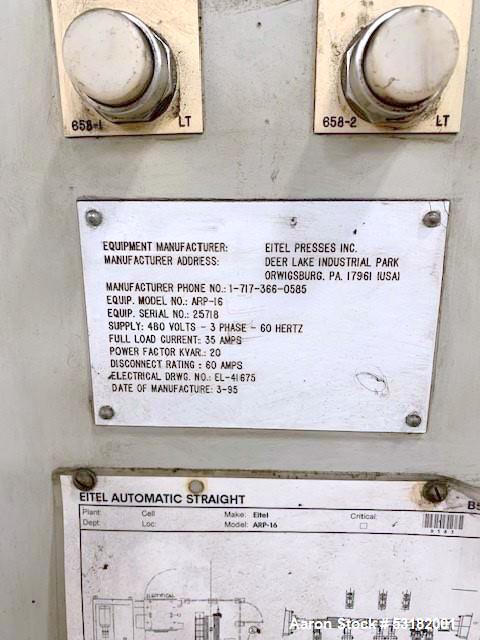 658-1 LT
658-2 LT
EQUIPMENT MANUFACTURER: EITEL PRESSES INC.
MANUFACTURER ADDRESS: DEER LAKE INDUSTRIAL PARK
ORWIGSBURG, PA. 17961 (USA)
MANUFACTURER PHONE NO.: 1-717-366-0585
EQUIP. MODEL NO.: ARP-16
EQUIP. SERIAL NO.: 25718
SUPPLY: 480 VOLTS - 3 PHASE - 60 HERTZ
FULL LOAD CURRENT: 35 AMPS
POWER FACTOR KVAR.: 20
DISCONNECT RATING: 60 AMPS
ELECTRICAL DRWG. NO.: EL-41675
DATE OF MANUFACTURE: 3-95
EITEL AUTOMATIC STRAIGHT
Plant: Cell Make: Eitel Critical:
Dept: Loc: Model: ARP-16
ELECTRICAL
Aaron Stock# 53182001